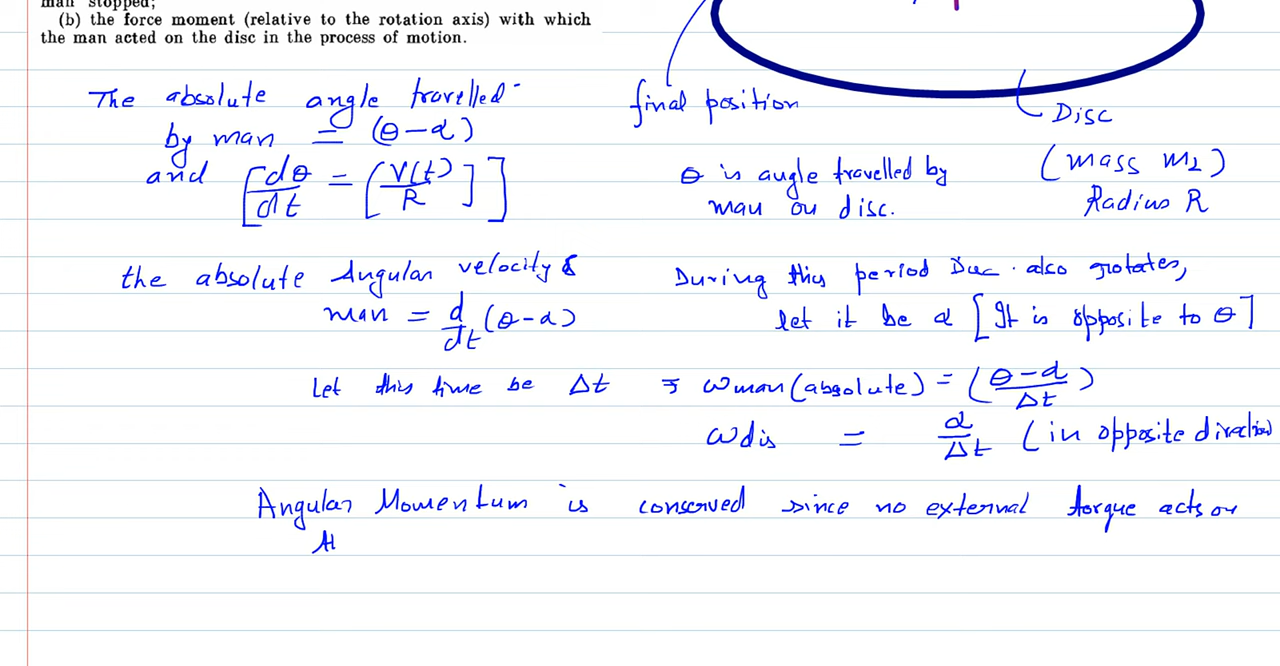 man stopped;
(b) the force moment (relative to the rotation axis) with which
the man acted on the disc in the process of motion.
The absolute angle travelled
by man = (θ-α)
and [dθ/dt = [V(t)/R]]
final position
Disc
(mass m2)
Radius R
θ is angle travelled by
man on disc.
the absolute Angular velocity of
man = d/dt (θ-α)
During this period Disc also rotates,
let it be α [It is opposite to θ]
Let this time be Δt ⇒ ωman (absolute) = (θ-α/Δt)
ωdis = α/Δt (in opposite direction)
Angular Momentum is conserved since no external torque acts on